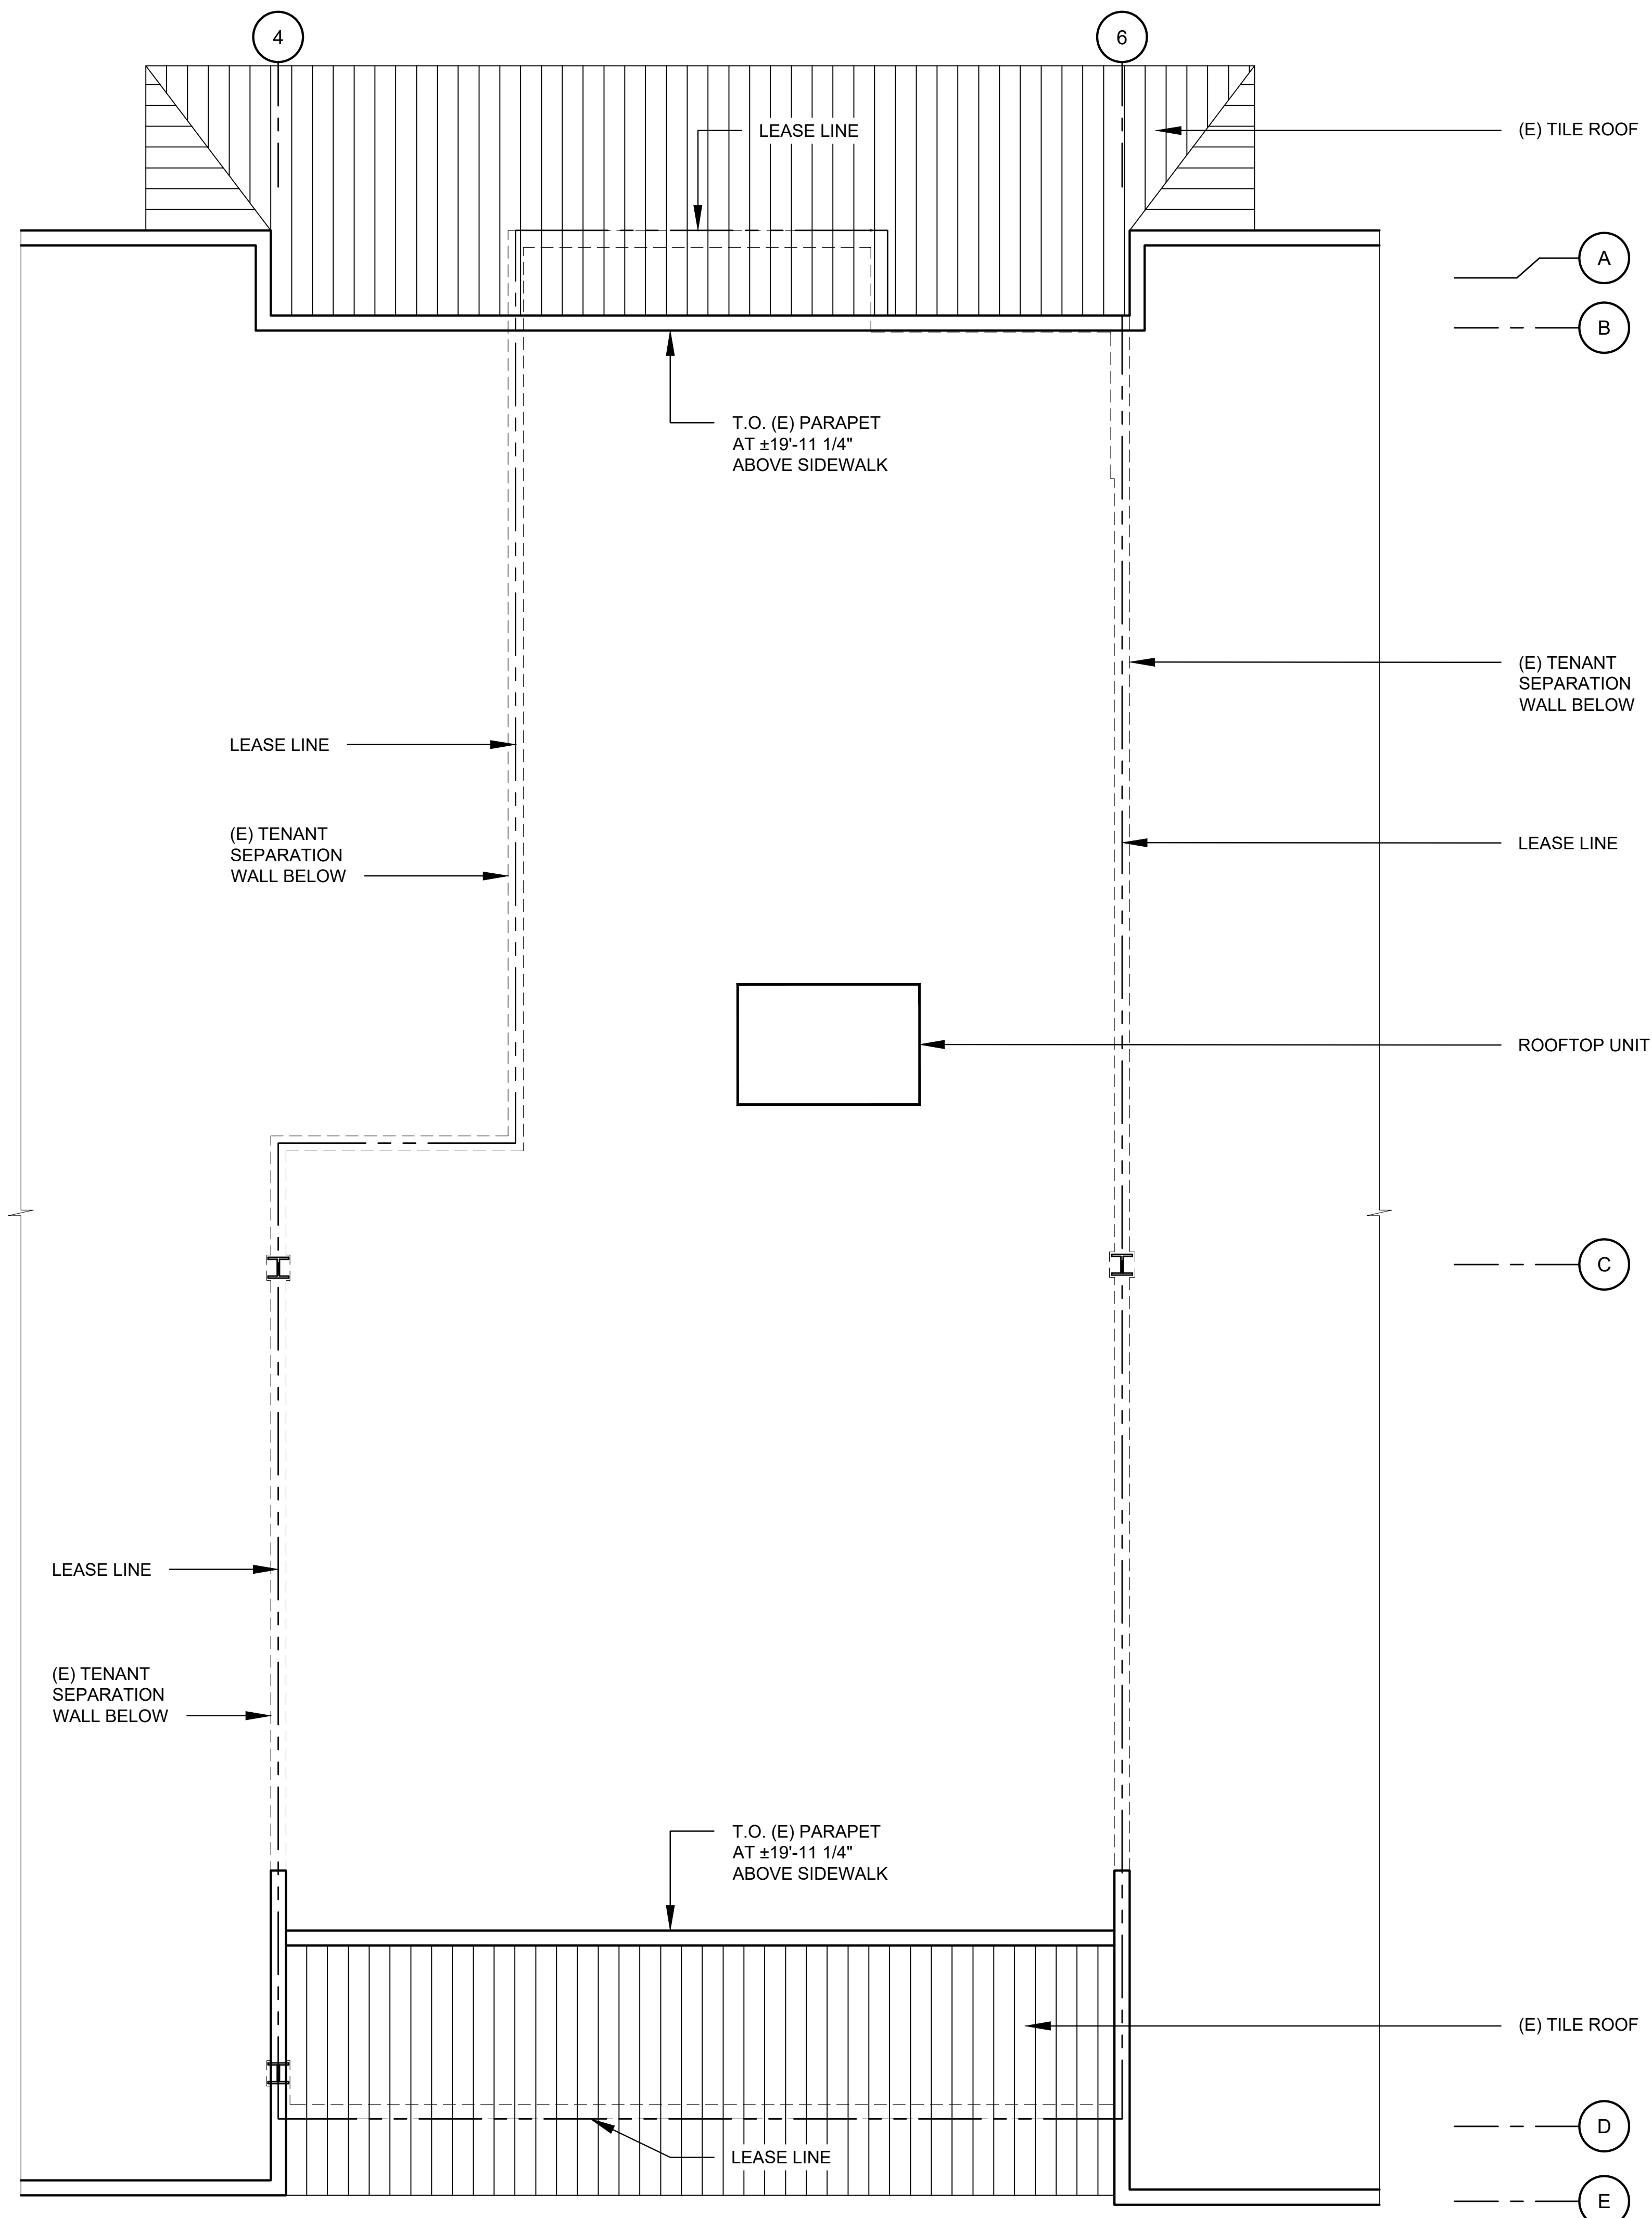 4
6
LEASE LINE
(E) TILE ROOF
A
B
T.O. (E) PARAPET
AT ±19'-11 1/4"
ABOVE SIDEWALK
(E) TENANT
SEPARATION
WALL BELOW
LEASE LINE
(E) TENANT
SEPARATION
WALL BELOW
LEASE LINE
ROOFTOP UNIT
C
LEASE LINE
(E) TENANT
SEPARATION
WALL BELOW
T.O. (E) PARAPET
AT ±19'-11 1/4"
ABOVE SIDEWALK
(E) TILE ROOF
D
LEASE LINE
E